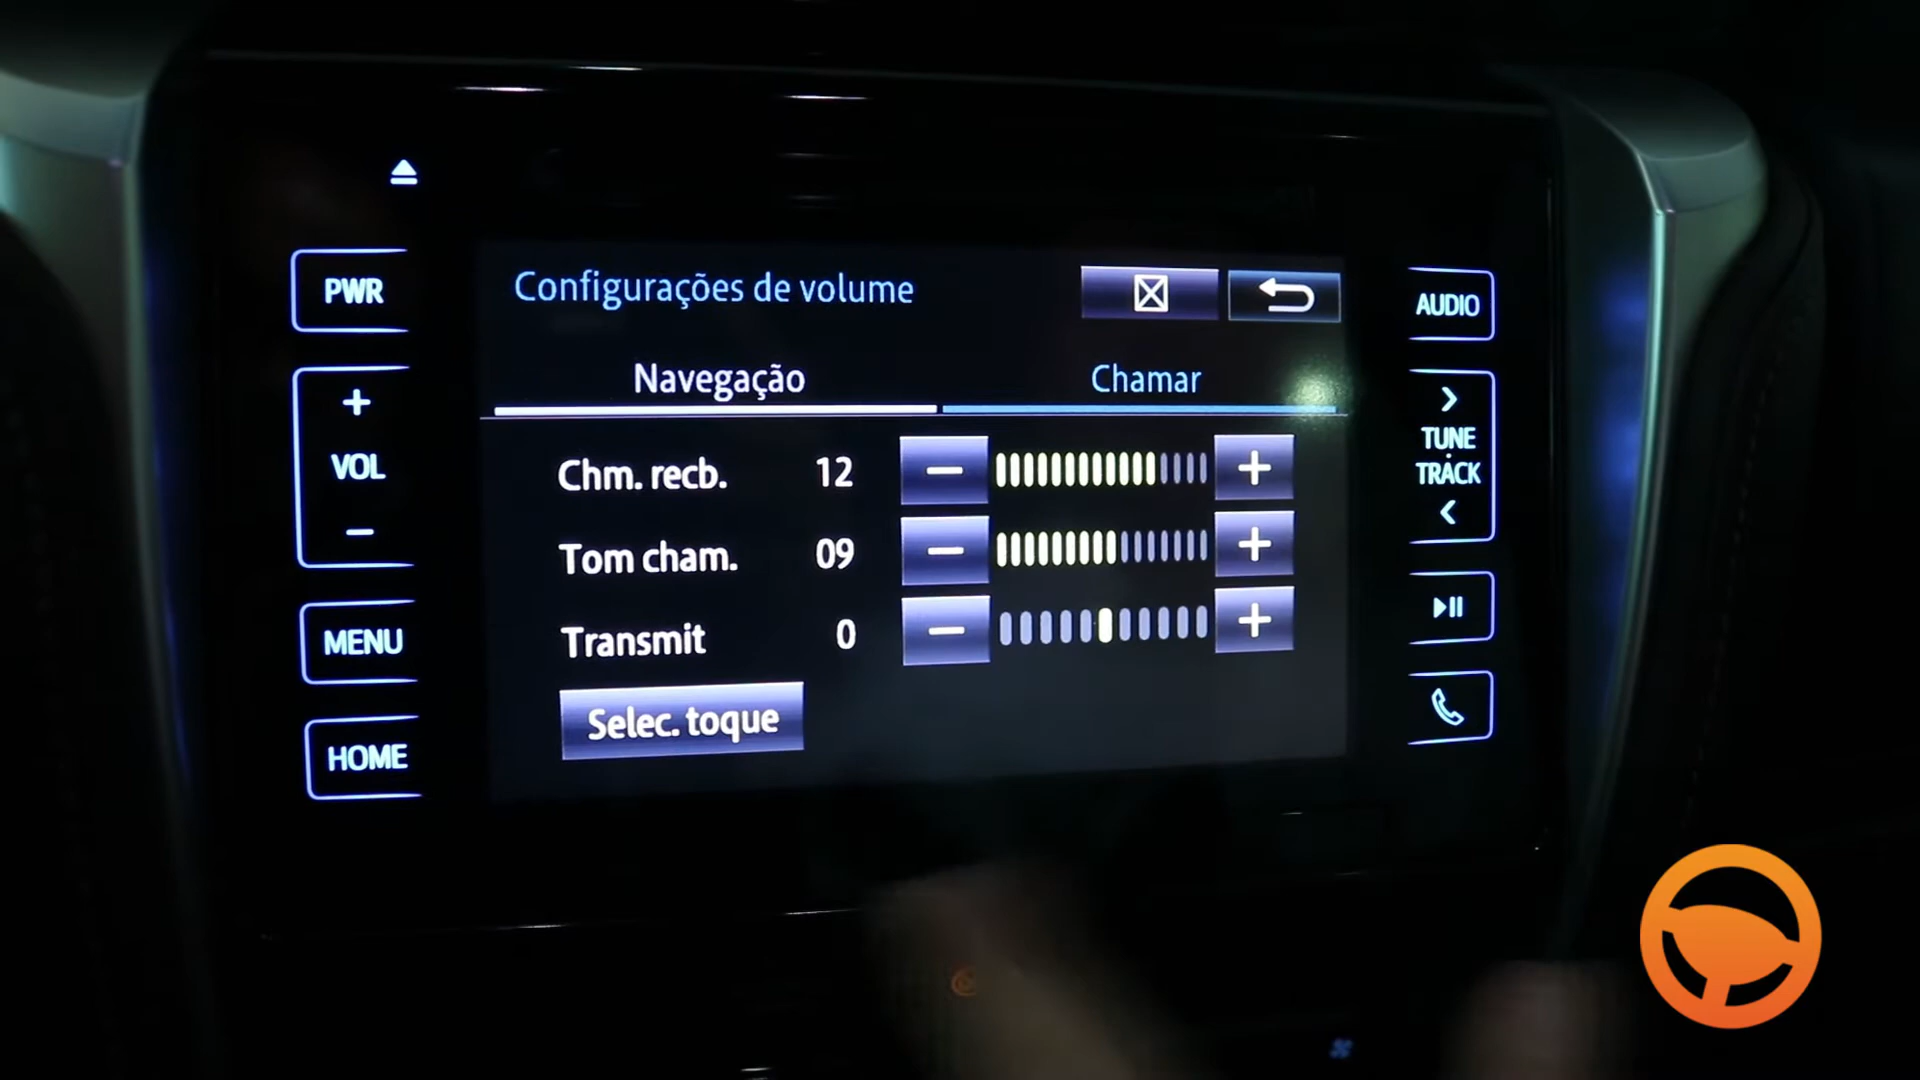 PWR
+
VOL
−
MENU
HOME
Configurações de volume
Navegação Chamar
Chm. recb. 12 − +
Tom cham. 09 − +
Transmit 0 − +
Selec. toque
AUDIO
>
TUNE
TRACK
<